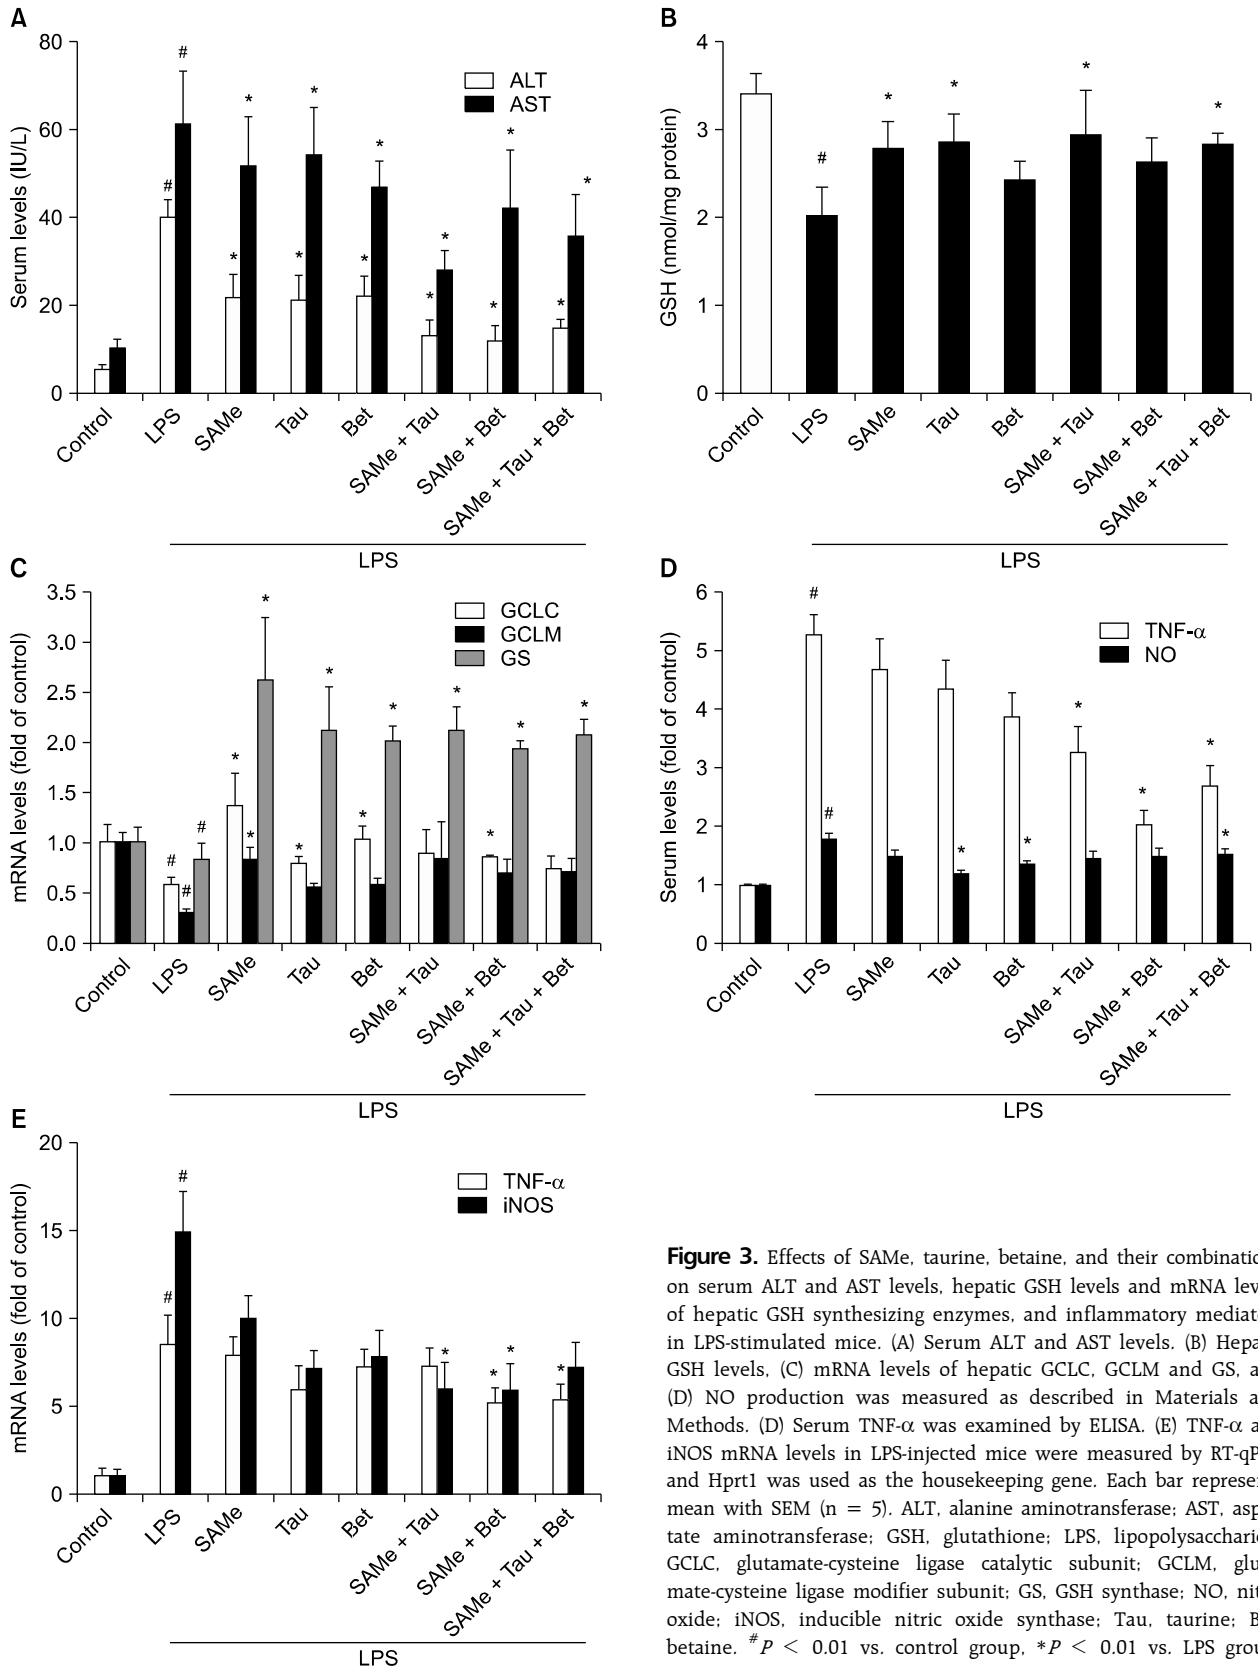 A
80
60
40
20
0
Serum levels (IU/L)
ALT
AST
#
#
*
*
*
*
*
*
*
*
*
*
*
*
Control
LPS
SAMe
Tau
Bet
SAMe + Tau
SAMe + Bet
SAMe + Tau + Bet
LPS
B
4
3
2
1
0
GSH (nmol/mg protein)
#
*
*
*
*
Control
LPS
SAMe
Tau
Bet
SAMe + Tau
SAMe + Bet
SAMe + Tau + Bet
LPS
C
3.5
3.0
2.5
2.0
1.5
1.0
0.5
0.0
mRNA levels (fold of control)
GCLC
GCLM
GS
#
#
#
*
*
*
*
*
*
*
*
*
*
*
Control
LPS
SAMe
Tau
Bet
SAMe + Tau
SAMe + Bet
SAMe + Tau + Bet
LPS
D
6
5
4
3
2
1
0
Serum levels (fold of control)
TNF-α
NO
#
#
*
*
*
*
*
*
Control
LPS
SAMe
Tau
Bet
SAMe + Tau
SAMe + Bet
SAMe + Tau + Bet
LPS
E
20
15
10
5
0
mRNA levels (fold of control)
TNF-α
iNOS
#
#
*
*
*
*
Control
LPS
SAMe
Tau
Bet
SAMe + Tau
SAMe + Bet
SAMe + Tau + Bet
LPS
Figure 3. Effects of SAMe, taurine, betaine, and their combinatio
on serum ALT and AST levels, hepatic GSH levels and mRNA leve
of hepatic GSH synthesizing enzymes, and inflammatory mediato
in LPS-stimulated mice. (A) Serum ALT and AST levels. (B) Hepa
GSH levels, (C) mRNA levels of hepatic GCLC, GCLM and GS, a
(D) NO production was measured as described in Materials a
Methods. (D) Serum TNF-α was examined by ELISA. (E) TNF-α a
iNOS mRNA levels in LPS-injected mice were measured by RT-qP
and Hprt1 was used as the housekeeping gene. Each bar represen
mean with SEM (n = 5). ALT, alanine aminotransferase; AST, asp
tate aminotransferase; GSH, glutathione; LPS, lipopolysaccharic
GCLC, glutamate-cysteine ligase catalytic subunit; GCLM, glu
mate-cysteine ligase modifier subunit; GS, GSH synthase; NO, nit
oxide; iNOS, inducible nitric oxide synthase; Tau, taurine; B
betaine. #P < 0.01 vs. control group, *P < 0.01 vs. LPS grou